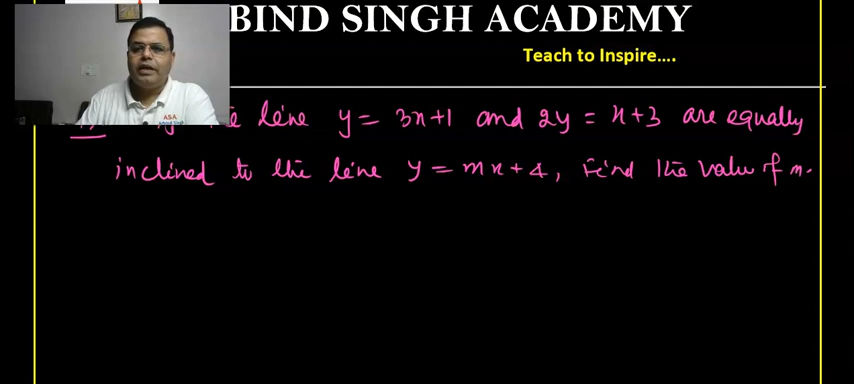 BIND SINGH ACADEMY
Teach to Inspire....
line y = 3x+1 and 2y = x+3 are equally
inclined to the line y = mx + 4, Find the value of m.
ASA